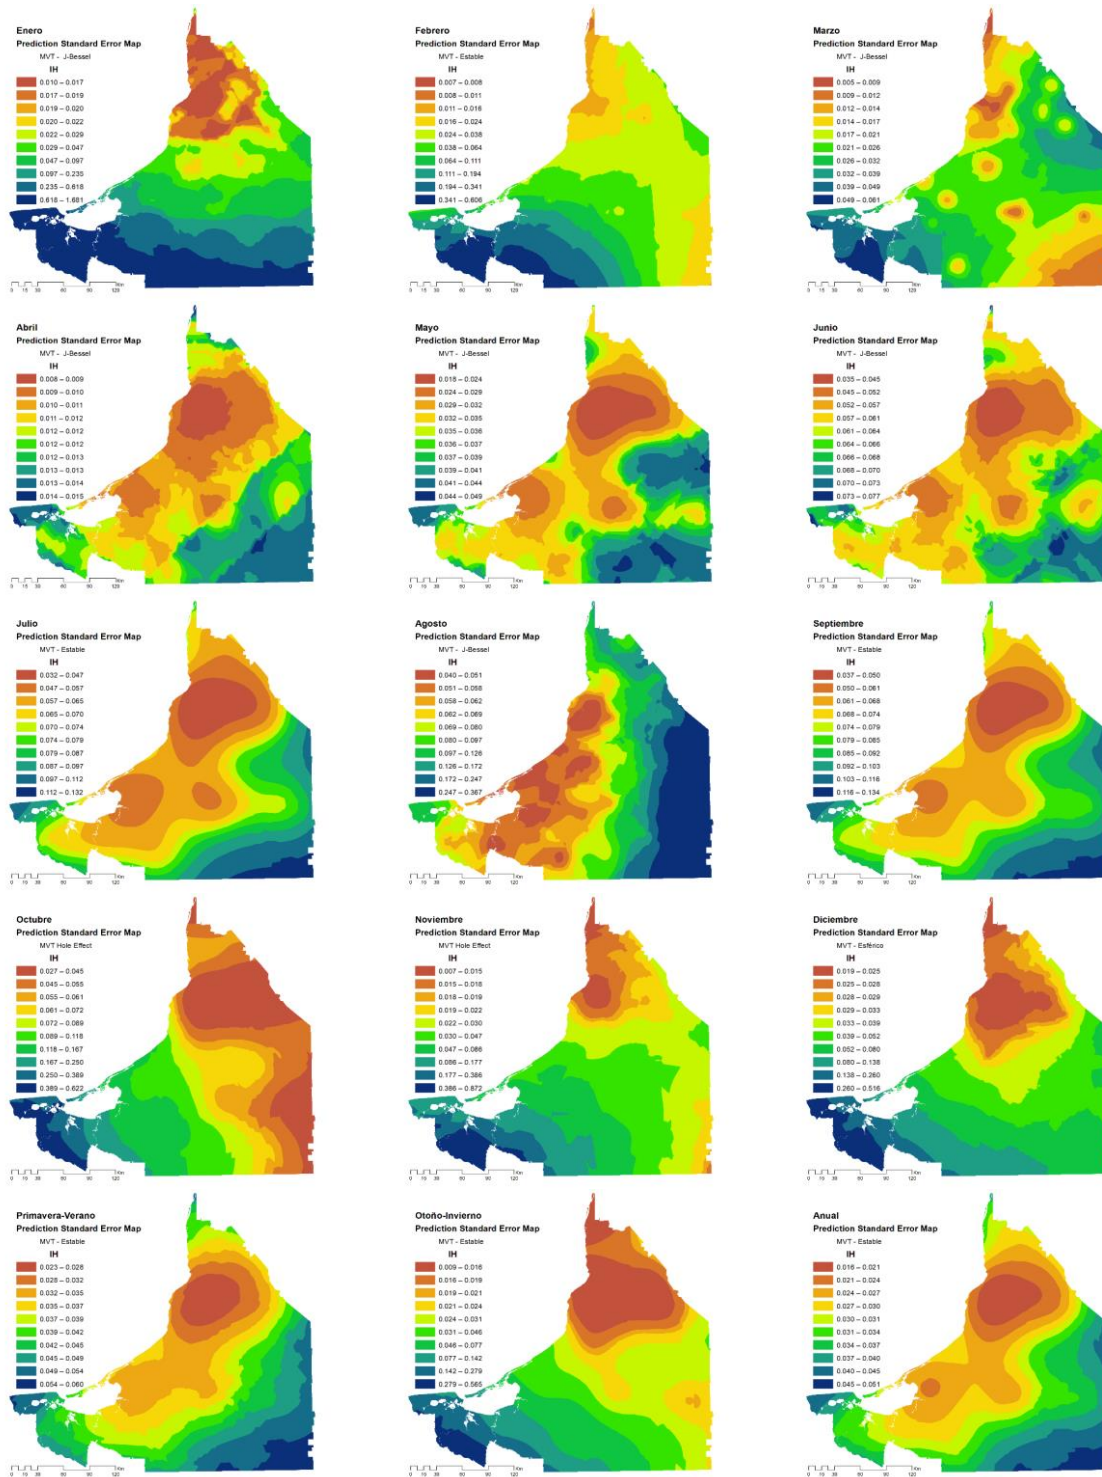 Enero
Prediction Standard Error Map
MVT - J-Bessel
IH
0.010 – 0.017
0.017 – 0.019
0.019 – 0.020
0.020 – 0.022
0.022 – 0.029
0.029 – 0.047
0.047 – 0.097
0.097 – 0.235
0.235 – 0.618
0.618 – 1.681
Febrero
Prediction Standard Error Map
MVT - Estable
IH
0.007 – 0.008
0.008 – 0.011
0.011 – 0.016
0.016 – 0.024
0.024 – 0.038
0.038 – 0.064
0.064 – 0.111
0.111 – 0.194
0.194 – 0.341
0.341 – 0.606
Marzo
Prediction Standard Error Map
MVT - J-Bessel
IH
0.005 – 0.009
0.009 – 0.012
0.012 – 0.014
0.014 – 0.017
0.017 – 0.021
0.021 – 0.026
0.026 – 0.032
0.032 – 0.039
0.039 – 0.049
0.049 – 0.061
Abril
Prediction Standard Error Map
MVT - J-Bessel
IH
0.008 – 0.009
0.009 – 0.010
0.010 – 0.011
0.011 – 0.012
0.012 – 0.012
0.012 – 0.013
0.013 – 0.013
0.013 – 0.014
0.014 – 0.015
Mayo
Prediction Standard Error Map
MVT - J-Bessel
IH
0.018 – 0.024
0.024 – 0.029
0.029 – 0.032
0.032 – 0.035
0.035 – 0.036
0.036 – 0.037
0.037 – 0.039
0.039 – 0.041
0.041 – 0.044
0.044 – 0.049
Junio
Prediction Standard Error Map
MVT - J-Bessel
IH
0.035 – 0.045
0.045 – 0.052
0.052 – 0.057
0.057 – 0.061
0.061 – 0.064
0.064 – 0.066
0.066 – 0.068
0.068 – 0.070
0.070 – 0.073
0.073 – 0.077
Julio
Prediction Standard Error Map
MVT - Estable
IH
0.032 – 0.047
0.047 – 0.057
0.057 – 0.065
0.065 – 0.070
0.070 – 0.074
0.074 – 0.079
0.079 – 0.087
0.087 – 0.097
0.097 – 0.112
0.112 – 0.132
Agosto
Prediction Standard Error Map
MVT - J-Bessel
IH
0.040 – 0.051
0.051 – 0.058
0.058 – 0.062
0.062 – 0.069
0.069 – 0.080
0.080 – 0.097
0.097 – 0.126
0.126 – 0.172
0.172 – 0.247
0.247 – 0.367
Septiembre
Prediction Standard Error Map
MVT - Estable
IH
0.037 – 0.050
0.050 – 0.061
0.061 – 0.068
0.068 – 0.074
0.074 – 0.079
0.079 – 0.085
0.085 – 0.092
0.092 – 0.103
0.103 – 0.116
0.116 – 0.134
Octubre
Prediction Standard Error Map
MVT Hole Effect
IH
0.027 – 0.045
0.045 – 0.055
0.055 – 0.061
0.061 – 0.072
0.072 – 0.089
0.089 – 0.118
0.118 – 0.167
0.167 – 0.250
0.250 – 0.389
0.389 – 0.622
Noviembre
Prediction Standard Error Map
MVT Hole Effect
IH
0.007 – 0.015
0.015 – 0.018
0.018 – 0.019
0.019 – 0.022
0.022 – 0.030
0.030 – 0.047
0.047 – 0.086
0.086 – 0.177
0.177 – 0.386
0.386 – 0.872
Diciembre
Prediction Standard Error Map
MVT - Esférico
IH
0.019 – 0.025
0.025 – 0.028
0.028 – 0.029
0.029 – 0.033
0.033 – 0.039
0.039 – 0.052
0.052 – 0.080
0.080 – 0.138
0.138 – 0.260
0.260 – 0.516
Primavera-Verano
Prediction Standard Error Map
MVT - Estable
IH
0.023 – 0.028
0.028 – 0.032
0.032 – 0.035
0.035 – 0.037
0.037 – 0.039
0.039 – 0.042
0.042 – 0.045
0.045 – 0.049
0.049 – 0.054
0.054 – 0.060
Otoño-Invierno
Prediction Standard Error Map
MVT - Estable
IH
0.009 – 0.016
0.016 – 0.019
0.019 – 0.021
0.021 – 0.024
0.024 – 0.031
0.031 – 0.046
0.046 – 0.077
0.077 – 0.142
0.142 – 0.279
0.279 – 0.565
Anual
Prediction Standard Error Map
MVT - Estable
IH
0.016 – 0.021
0.021 – 0.024
0.024 – 0.027
0.027 – 0.030
0.030 – 0.031
0.031 – 0.034
0.034 – 0.037
0.037 – 0.040
0.040 – 0.045
0.045 – 0.051